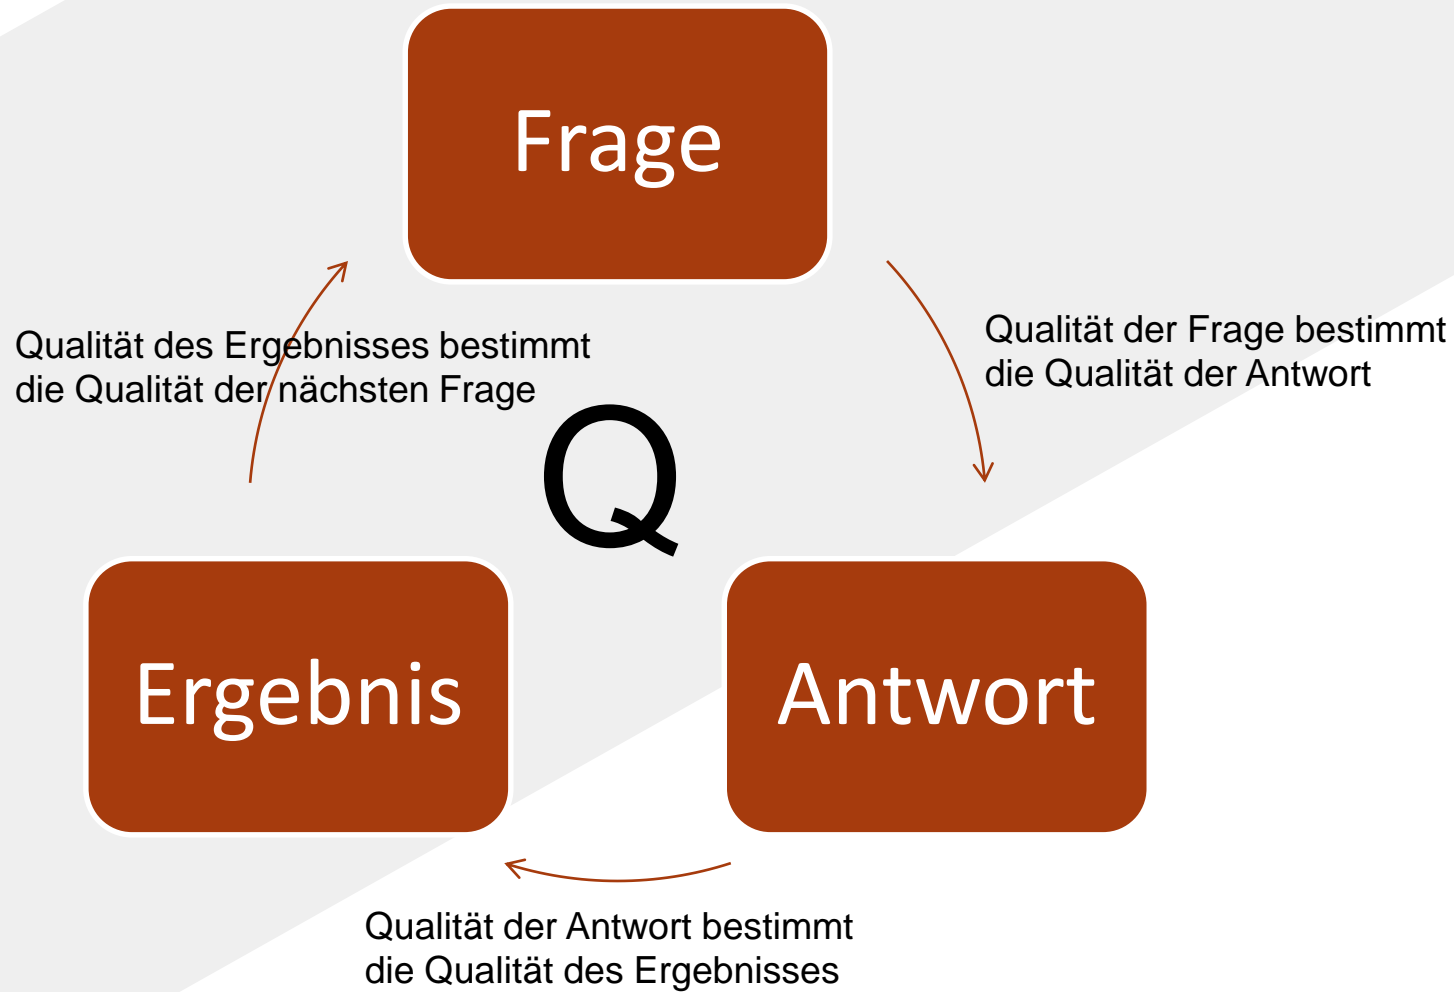 Frage
Qualität des Ergebnisses bestimmt
die Qualität der nächsten Frage
Qualität der Frage bestimmt
die Qualität der Antwort
Q
Ergebnis
Antwort
Qualität der Antwort bestimmt
die Qualität des Ergebnisses